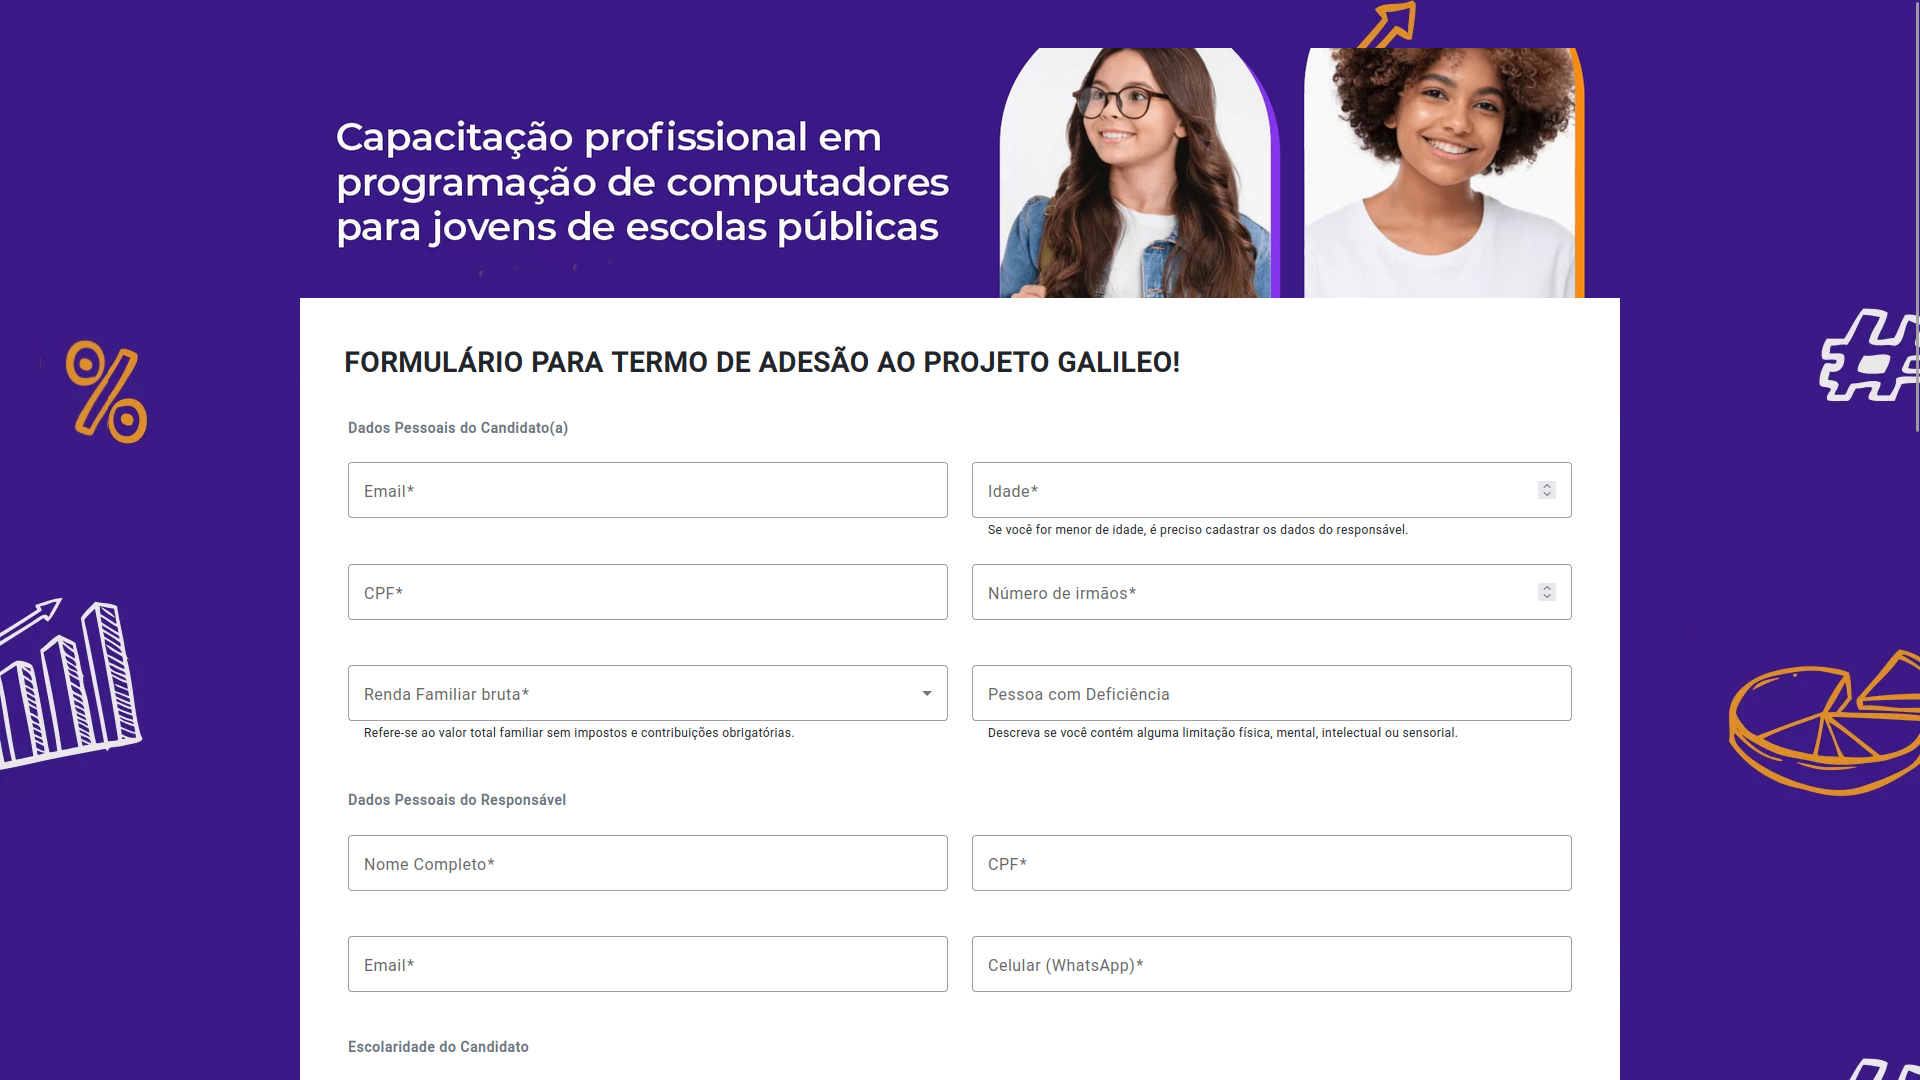 Capacitação profissional em
programação de computadores
para jovens de escolas públicas
FORMULÁRIO PARA TERMO DE ADESÃO AO PROJETO GALILEO!
Dados Pessoais do Candidato(a)
Email*
Idade*
Se você for menor de idade, é preciso cadastrar os dados do responsável.
CPF*
Número de irmãos*
Renda Familiar bruta*
Pessoa com Deficiência
Refere-se ao valor total familiar sem impostos e contribuições obrigatórias.
Descreva se você contém alguma limitação física, mental, intelectual ou sensorial.
Dados Pessoais do Responsável
Nome Completo*
CPF*
Email*
Celular (WhatsApp)*
Escolaridade do Candidato